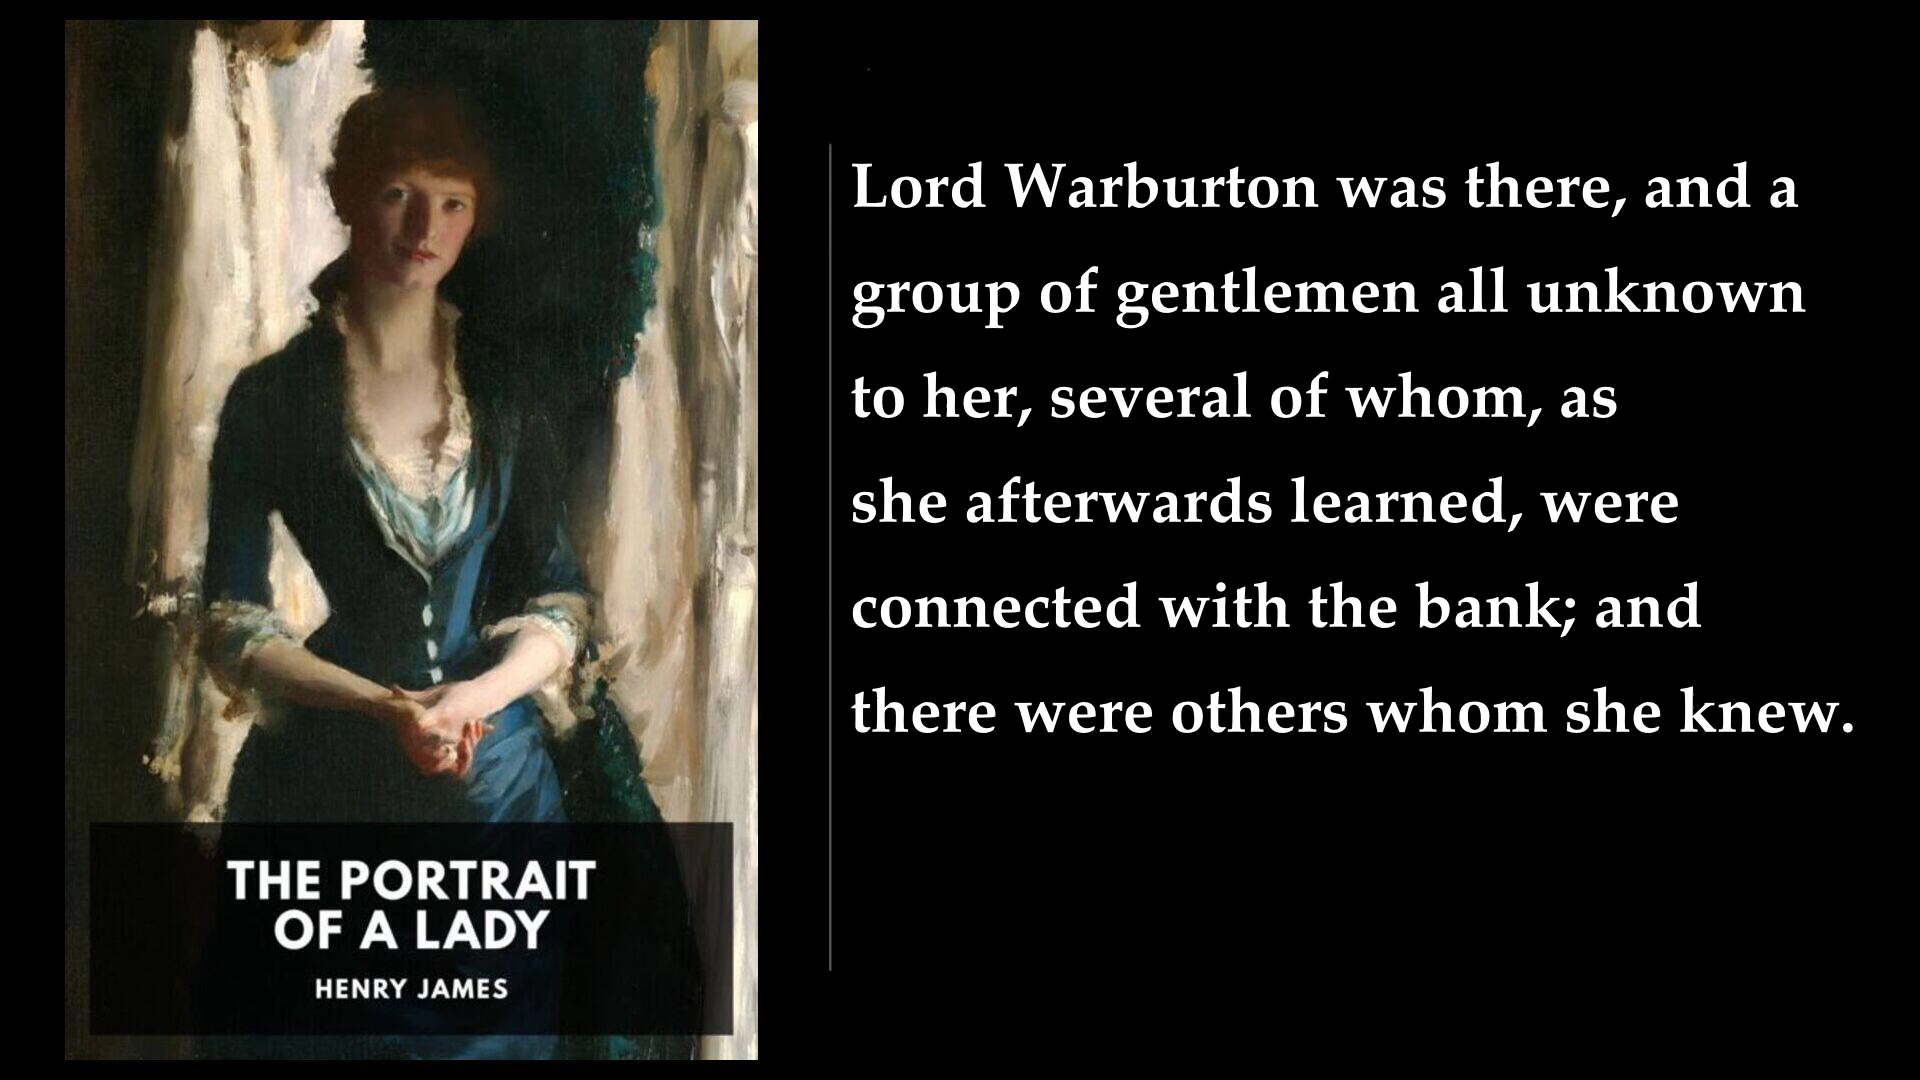 THE PORTRAIT
OF A LADY
HENRY JAMES
Lord Warburton was there, and a
group of gentlemen all unknown
to her, several of whom, as
she afterwards learned, were
connected with the bank; and
there were others whom she knew.